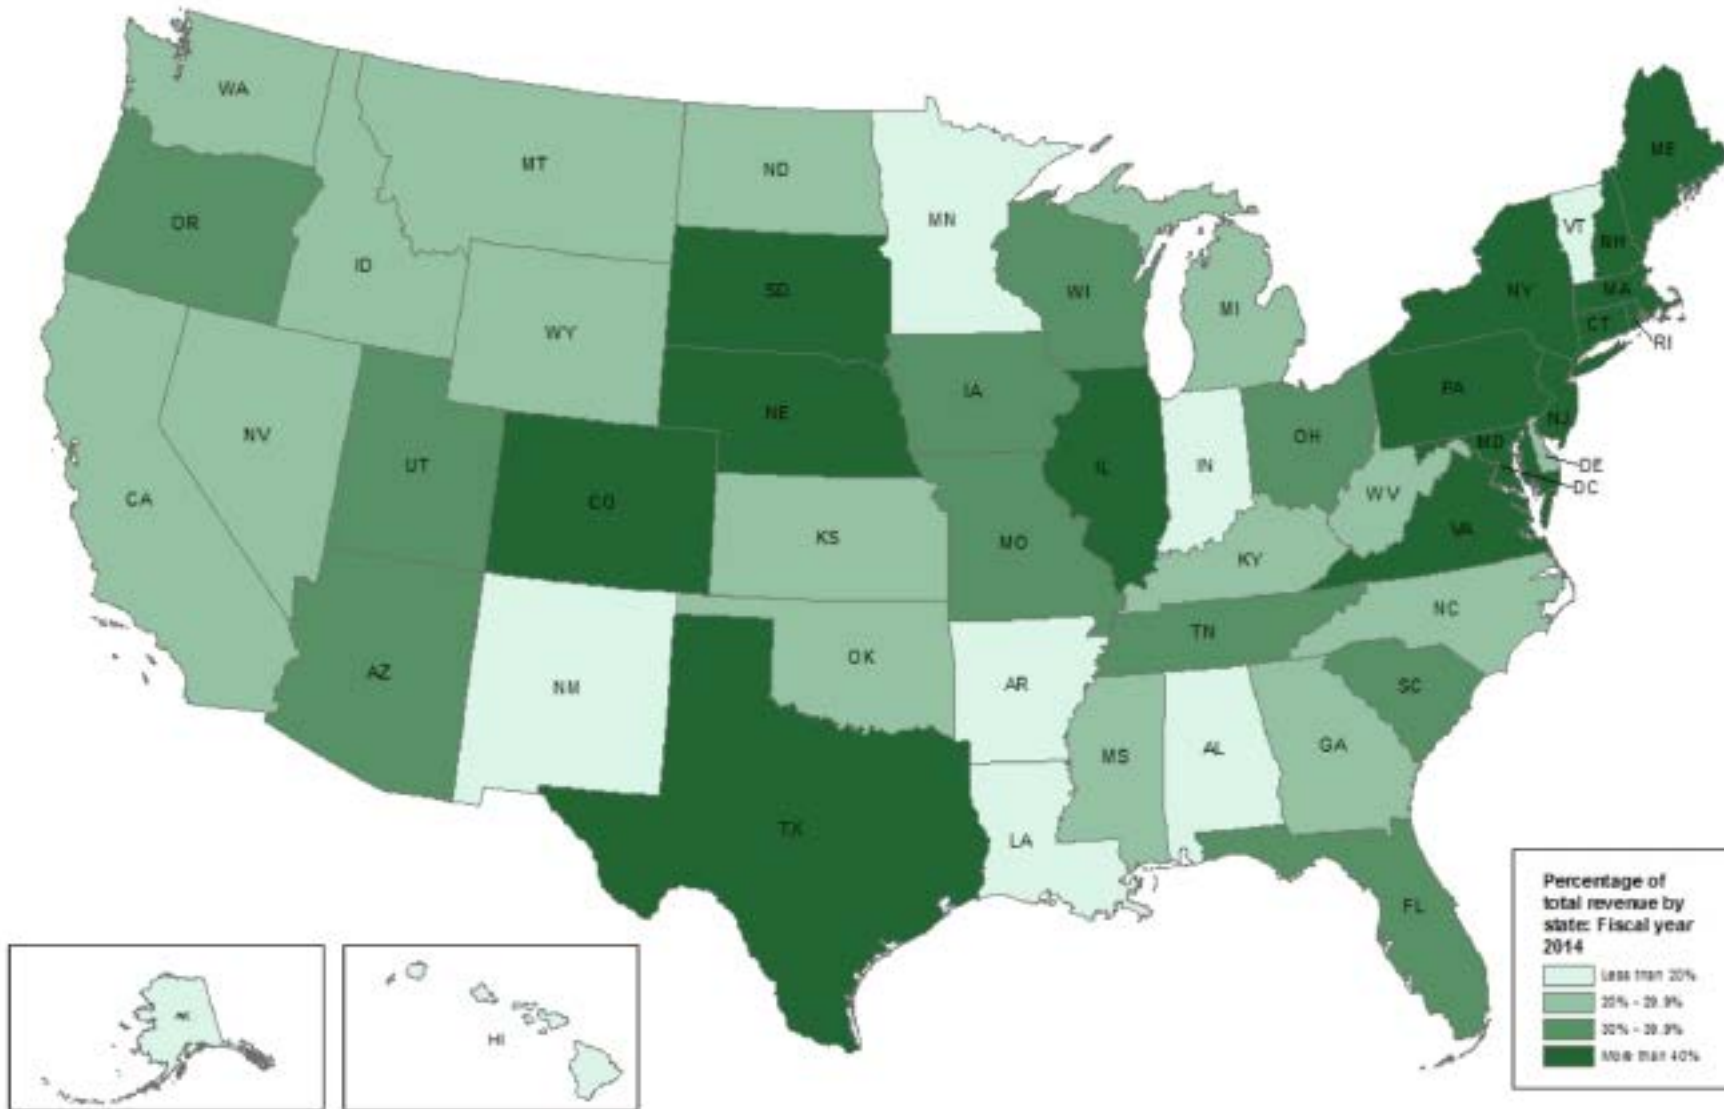 WA
MT
ND
MN
ME
OR
ID
SD
WI
VT
NH
WY
MI
NY
MA
CT
RI
IA
PA
NE
NV
UT
IL
IN
OH
NJ
MD
DE
DC
CA
CO
KS
MO
WV
VA
KY
NC
TN
AZ
NM
OK
AR
SC
MS
AL
GA
TX
LA
FL
AK
HI
Percentage of
total revenue by
state: Fiscal year
2014
Less than 20%
20% - 29.9%
30% - 39.9%
More than 40%